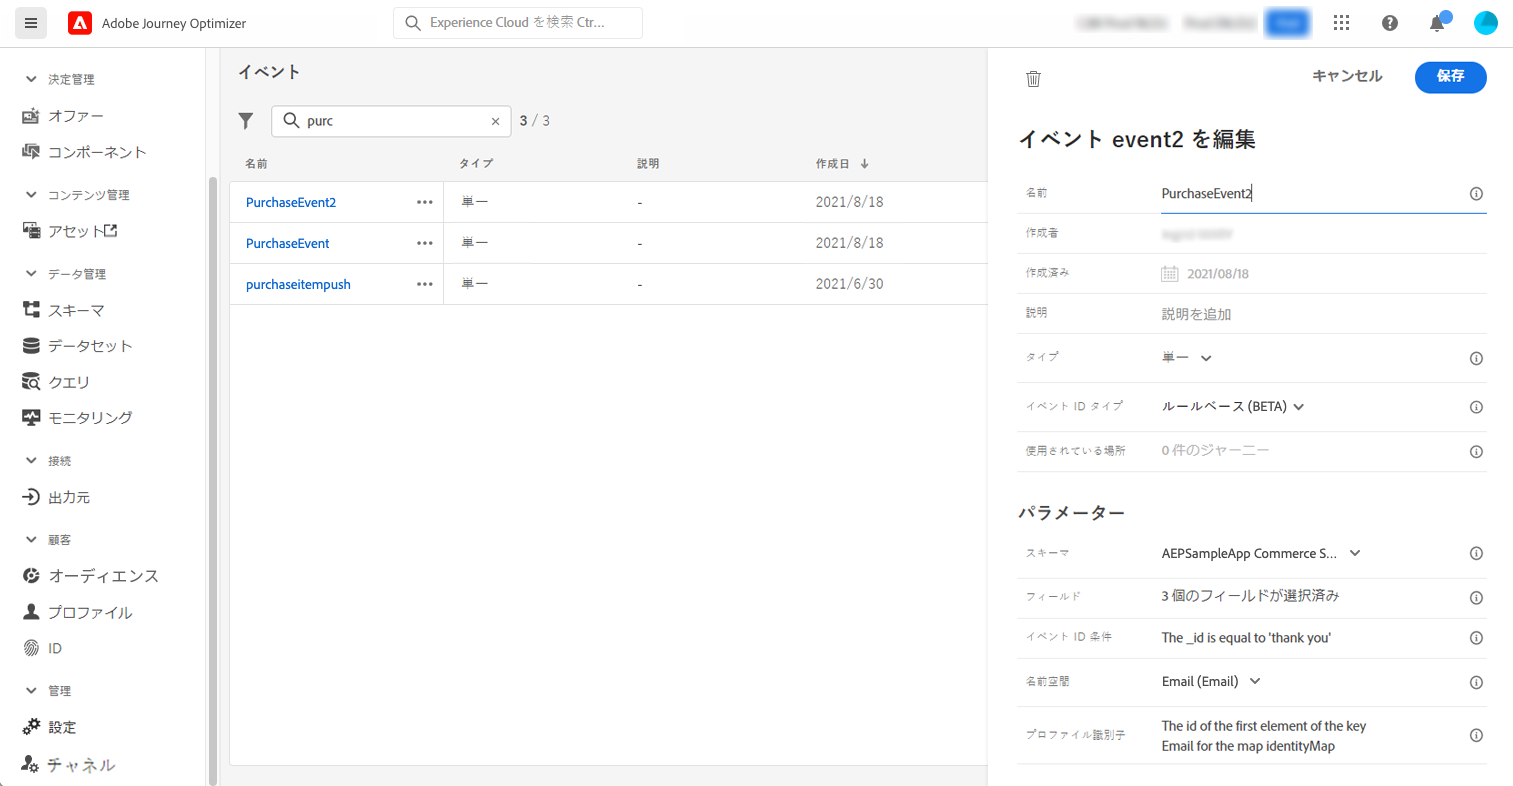 Adobe Journey Optimizer
Experience Cloud を検索 Ctr...
決定管理
オファー
コンポーネント
コンテンツ管理
アセット
データ管理
スキーマ
データセット
クエリ
モニタリング
接続
出力元
顧客
オーディエンス
プロファイル
ID
管理
設定
チャネル
イベント
purc
3 / 3
名前 タイプ 説明 作成日
PurchaseEvent2 単一 - 2021/8/18
PurchaseEvent 単一 - 2021/8/18
purchaseitempush 単一 - 2021/6/30
キャンセル 保存
イベント event2 を編集
名前 PurchaseEvent2
作成者
作成済み 2021/08/18
説明 説明を追加
タイプ 単一
イベント ID タイプ ルールベース (BETA)
使用されている場所 0 件のジャーニー
パラメーター
スキーマ AEPSampleApp Commerce S...
フィールド 3 個のフィールドが選択済み
イベント ID 条件 The _id is equal to 'thank you'
名前空間 Email (Email)
プロファイル識別子 The id of the first element of the key
Email for the map identityMap